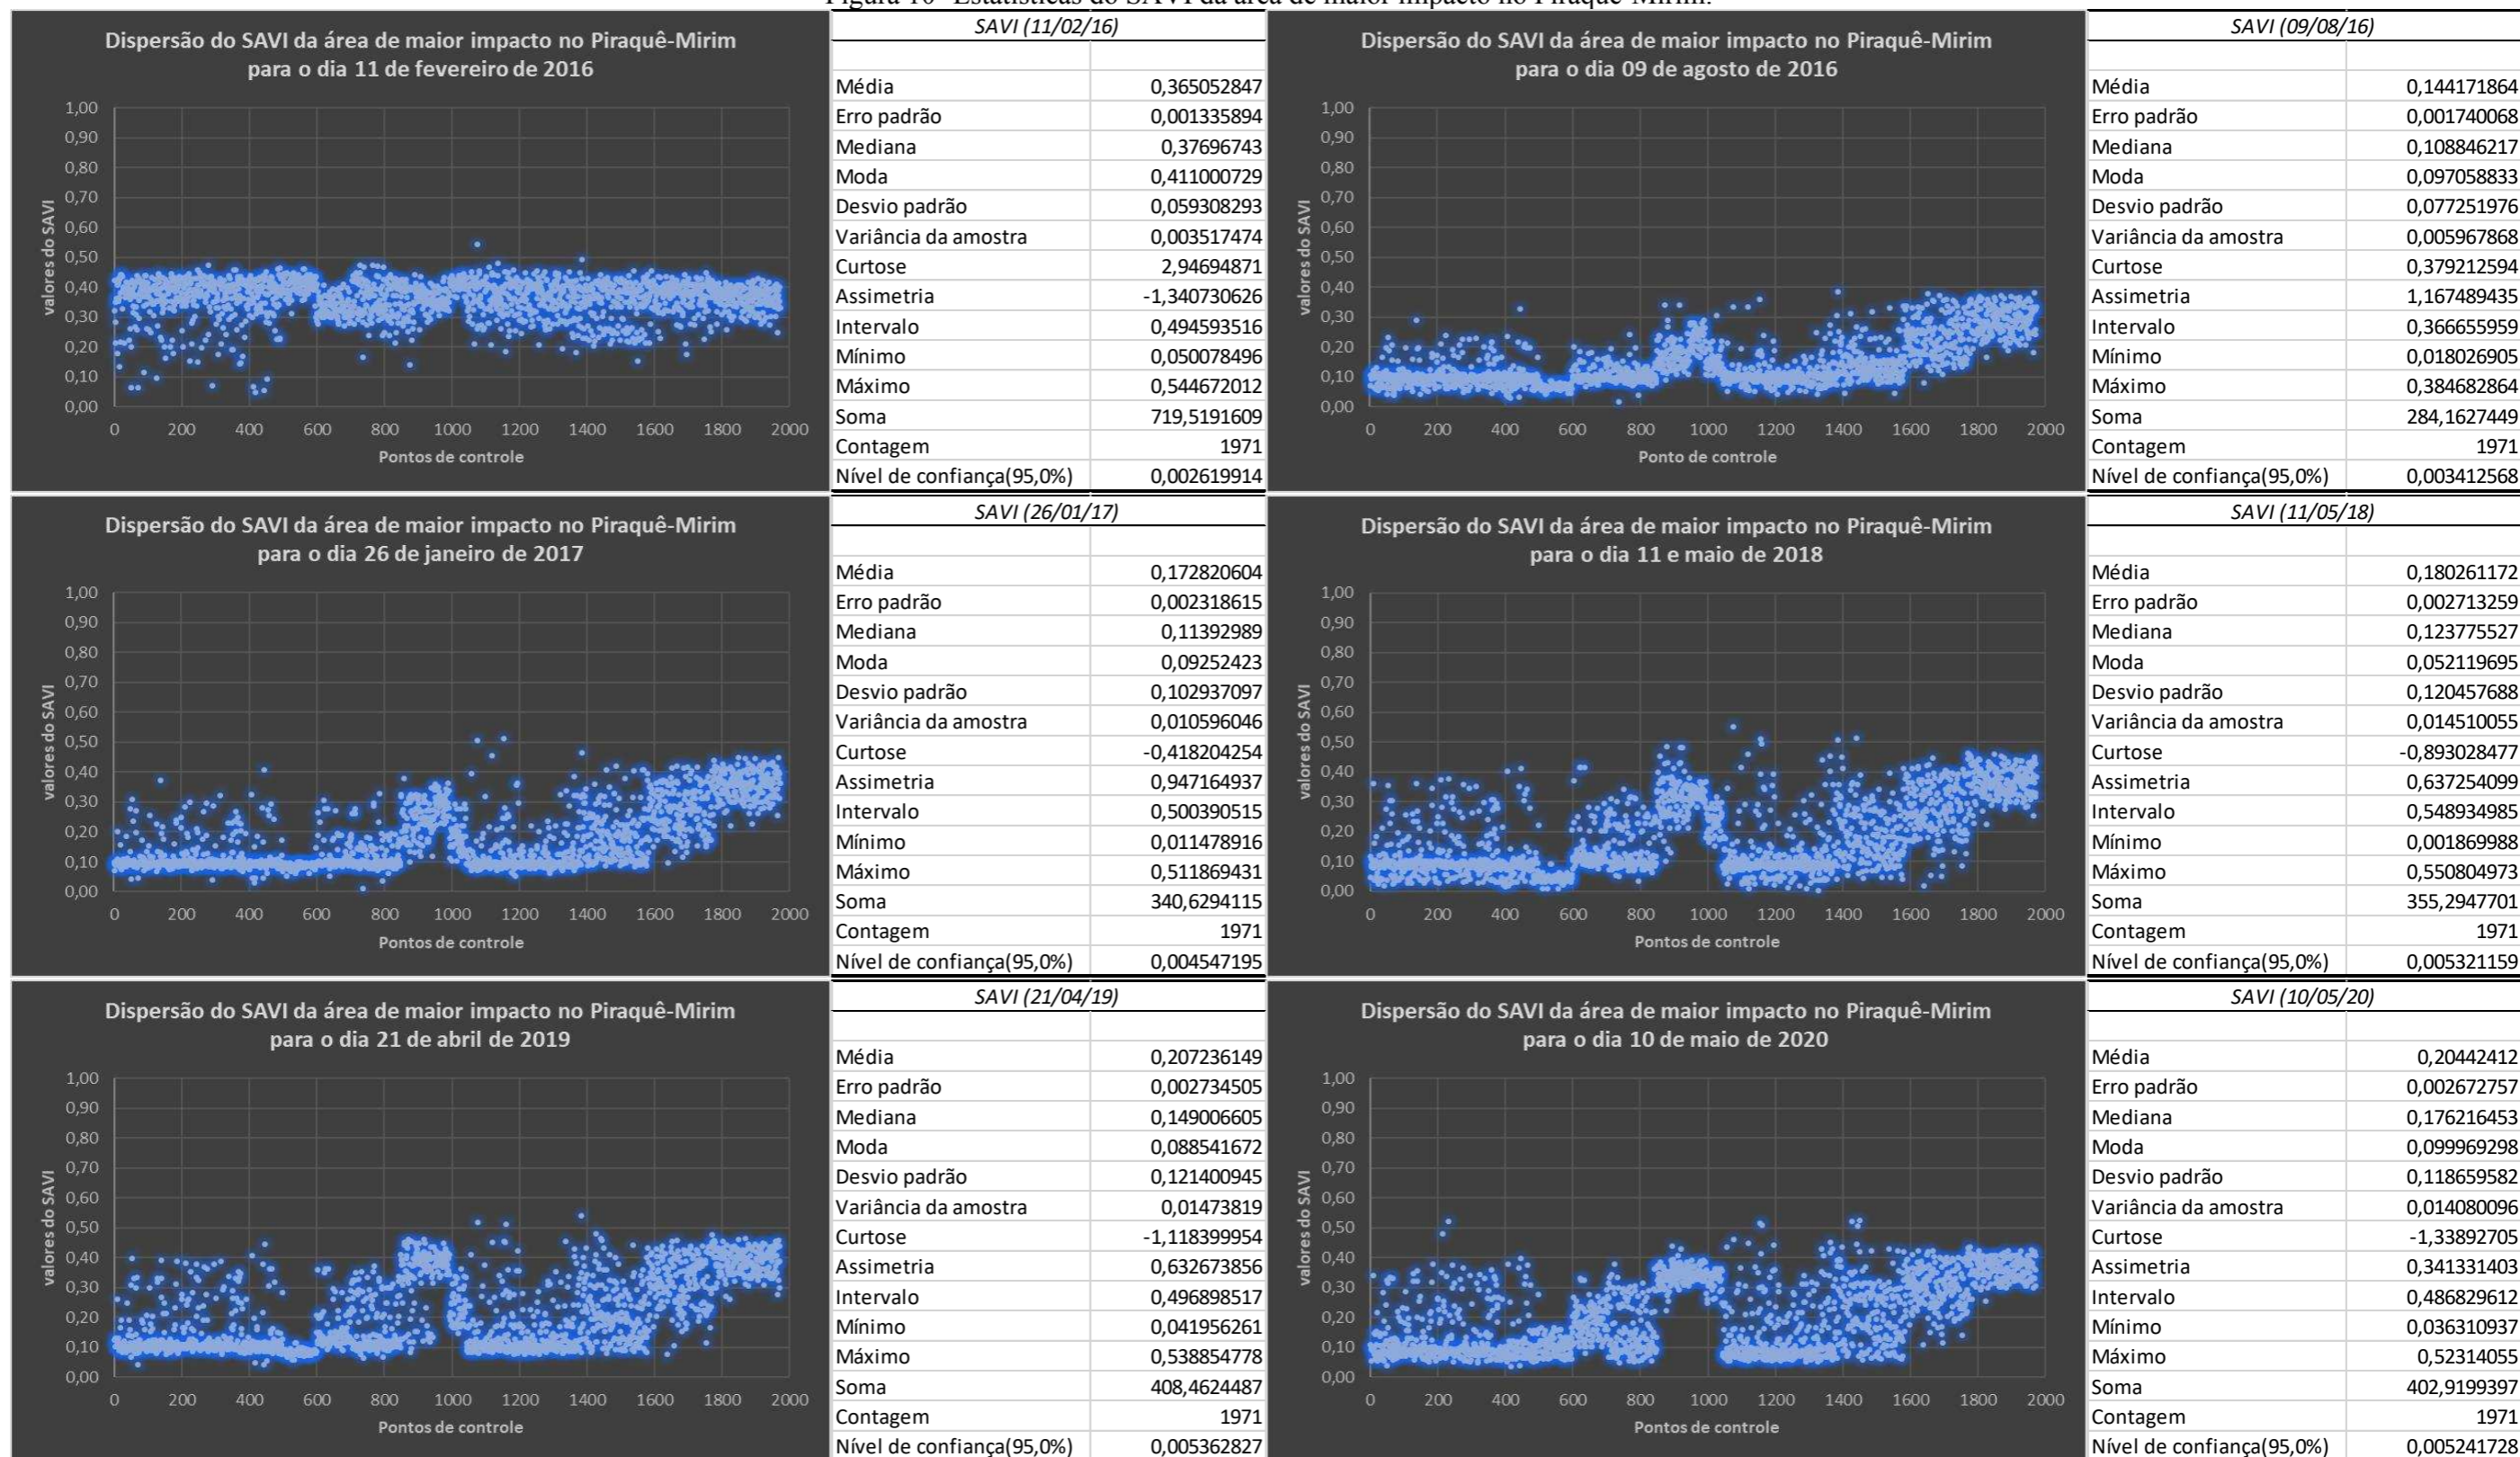 Figura 10 - Estatísticas do SAVI da área de maior impacto no Piraquê-Mirim.
Dispersão do SAVI da área de maior impacto no Piraquê-Mirim
para o dia 11 de fevereiro de 2016
valores do SAVI
1,00
0,90
0,80
0,70
0,60
0,50
0,40
0,30
0,20
0,10
0,00
0 200 400 600 800 1000 1200 1400 1600 1800 2000
Pontos de controle
SAVI (11/02/16)
Média 0,365052847
Erro padrão 0,001335894
Mediana 0,37696743
Moda 0,411000729
Desvio padrão 0,059308293
Variância da amostra 0,003517474
Curtose 2,94694871
Assimetria -1,340730626
Intervalo 0,494593516
Mínimo 0,050078496
Máximo 0,544672012
Soma 719,5191609
Contagem 1971
Nível de confiança(95,0%) 0,002619914
Dispersão do SAVI da área de maior impacto no Piraquê-Mirim
para o dia 09 de agosto de 2016
valores do SAVI
1,00
0,90
0,80
0,70
0,60
0,50
0,40
0,30
0,20
0,10
0,00
0 200 400 600 800 1000 1200 1400 1600 1800 2000
Ponto de controle
SAVI (09/08/16)
Média 0,144171864
Erro padrão 0,001740068
Mediana 0,108846217
Moda 0,097058833
Desvio padrão 0,077251976
Variância da amostra 0,005967868
Curtose 0,379212594
Assimetria 1,167489435
Intervalo 0,366655959
Mínimo 0,018026905
Máximo 0,384682864
Soma 284,1627449
Contagem 1971
Nível de confiança(95,0%) 0,003412568
Dispersão do SAVI da área de maior impacto no Piraquê-Mirim
para o dia 26 de janeiro de 2017
valores do SAVI
1,00
0,90
0,80
0,70
0,60
0,50
0,40
0,30
0,20
0,10
0,00
0 200 400 600 800 1000 1200 1400 1600 1800 2000
Pontos de controle
SAVI (26/01/17)
Média 0,172820604
Erro padrão 0,002318615
Mediana 0,11392989
Moda 0,09252423
Desvio padrão 0,102937097
Variância da amostra 0,010596046
Curtose -0,418204254
Assimetria 0,947164937
Intervalo 0,500390515
Mínimo 0,011478916
Máximo 0,511869431
Soma 340,6294115
Contagem 1971
Nível de confiança(95,0%) 0,004547195
Dispersão do SAVI da área de maior impacto no Piraquê-Mirim
para o dia 11 e maio de 2018
valores do SAVI
1,00
0,90
0,80
0,70
0,60
0,50
0,40
0,30
0,20
0,10
0,00
0 200 400 600 800 1000 1200 1400 1600 1800 2000
Pontos de controle
SAVI (11/05/18)
Média 0,180261172
Erro padrão 0,002713259
Mediana 0,123775527
Moda 0,052119695
Desvio padrão 0,120457688
Variância da amostra 0,014510055
Curtose -0,893028477
Assimetria 0,637254099
Intervalo 0,548934985
Mínimo 0,001869988
Máximo 0,550804973
Soma 355,2947701
Contagem 1971
Nível de confiança(95,0%) 0,005321159
Dispersão do SAVI da área de maior impacto no Piraquê-Mirim
para o dia 21 de abril de 2019
valores do SAVI
1,00
0,90
0,80
0,70
0,60
0,50
0,40
0,30
0,20
0,10
0,00
0 200 400 600 800 1000 1200 1400 1600 1800 2000
Pontos de controle
SAVI (21/04/19)
Média 0,207236149
Erro padrão 0,002734505
Mediana 0,149006605
Moda 0,088541672
Desvio padrão 0,121400945
Variância da amostra 0,01473819
Curtose -1,118399954
Assimetria 0,632673856
Intervalo 0,496898517
Mínimo 0,041956261
Máximo 0,538854778
Soma 408,4624487
Contagem 1971
Nível de confiança(95,0%) 0,005362827
Dispersão do SAVI da área de maior impacto no Piraquê-Mirim
para o dia 10 de maio de 2020
valores do SAVI
1,00
0,90
0,80
0,70
0,60
0,50
0,40
0,30
0,20
0,10
0,00
0 200 400 600 800 1000 1200 1400 1600 1800 2000
Pontos de controle
SAVI (10/05/20)
Média 0,20442412
Erro padrão 0,002672757
Mediana 0,176216453
Moda 0,099969298
Desvio padrão 0,118659582
Variância da amostra 0,014080096
Curtose -1,33892705
Assimetria 0,341331403
Intervalo 0,486829612
Mínimo 0,036310937
Máximo 0,52314055
Soma 402,9199397
Contagem 1971
Nível de confiança(95,0%) 0,005241728